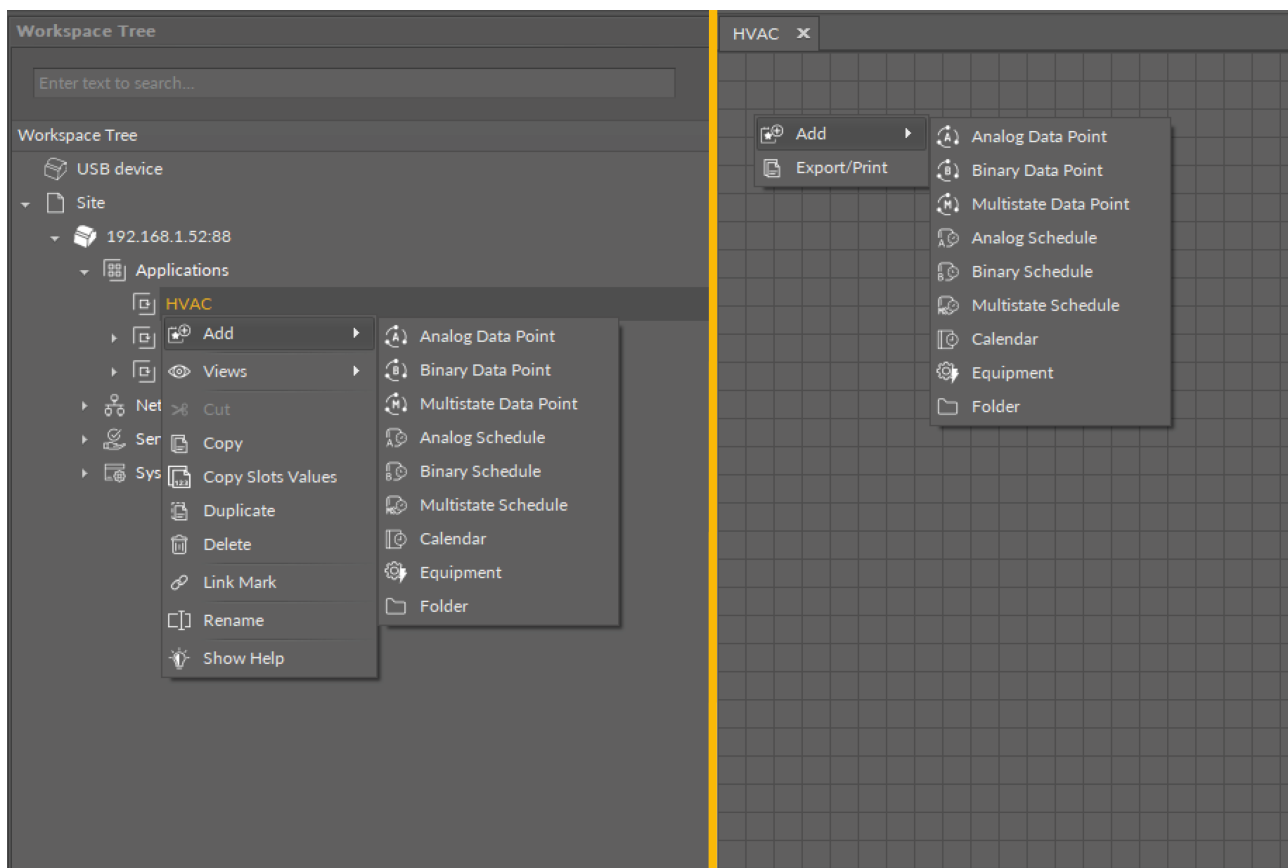 Workspace Tree
Enter text to search...
Workspace Tree
USB device
Site
192.168.1.52:88
Applications
HVAC
Net
Ser
Sys
Add
Views
Cut
Copy
Copy Slots Values
Duplicate
Delete
Link Mark
Rename
Show Help
Analog Data Point
Binary Data Point
Multistate Data Point
Analog Schedule
Binary Schedule
Multistate Schedule
Calendar
Equipment
Folder
HVAC
Add
Export/Print
Analog Data Point
Binary Data Point
Multistate Data Point
Analog Schedule
Binary Schedule
Multistate Schedule
Calendar
Equipment
Folder